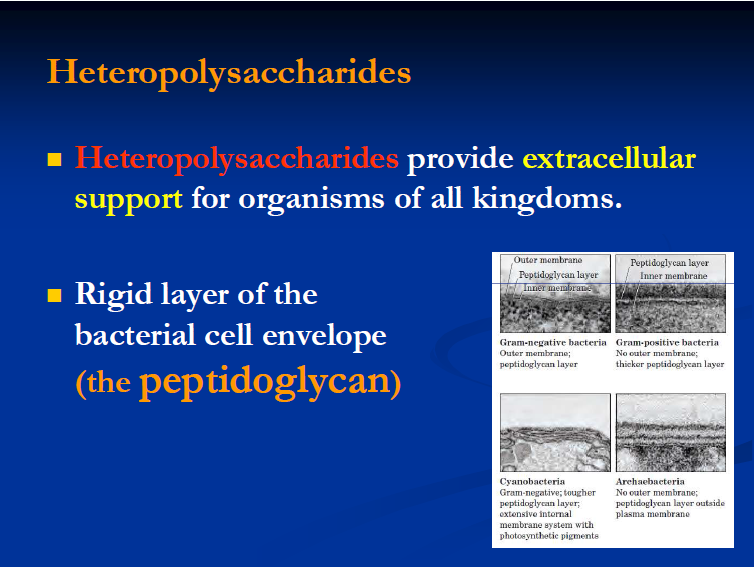 Heteropolysaccharides
Heteropolysaccharides provide extracellular
support for organisms of all kingdoms.
Rigid layer of the
bacterial cell envelope
(the peptidoglycan)
Outer membrane
Peptidoglycan layer
Inner membrane
Peptidoglycan layer
Inner membrane
Gram-negative bacteria
Outer membrane;
peptidoglycan layer
Gram-positive bacteria
No outer membrane;
thicker peptidoglycan layer
Cyanobacteria
Gram-negative; tougher
peptidoglycan layer;
extensive internal
membrane system with
photosynthetic pigments
Archaebacteria
No outer membrane;
peptidoglycan layer outside
plasma membrane